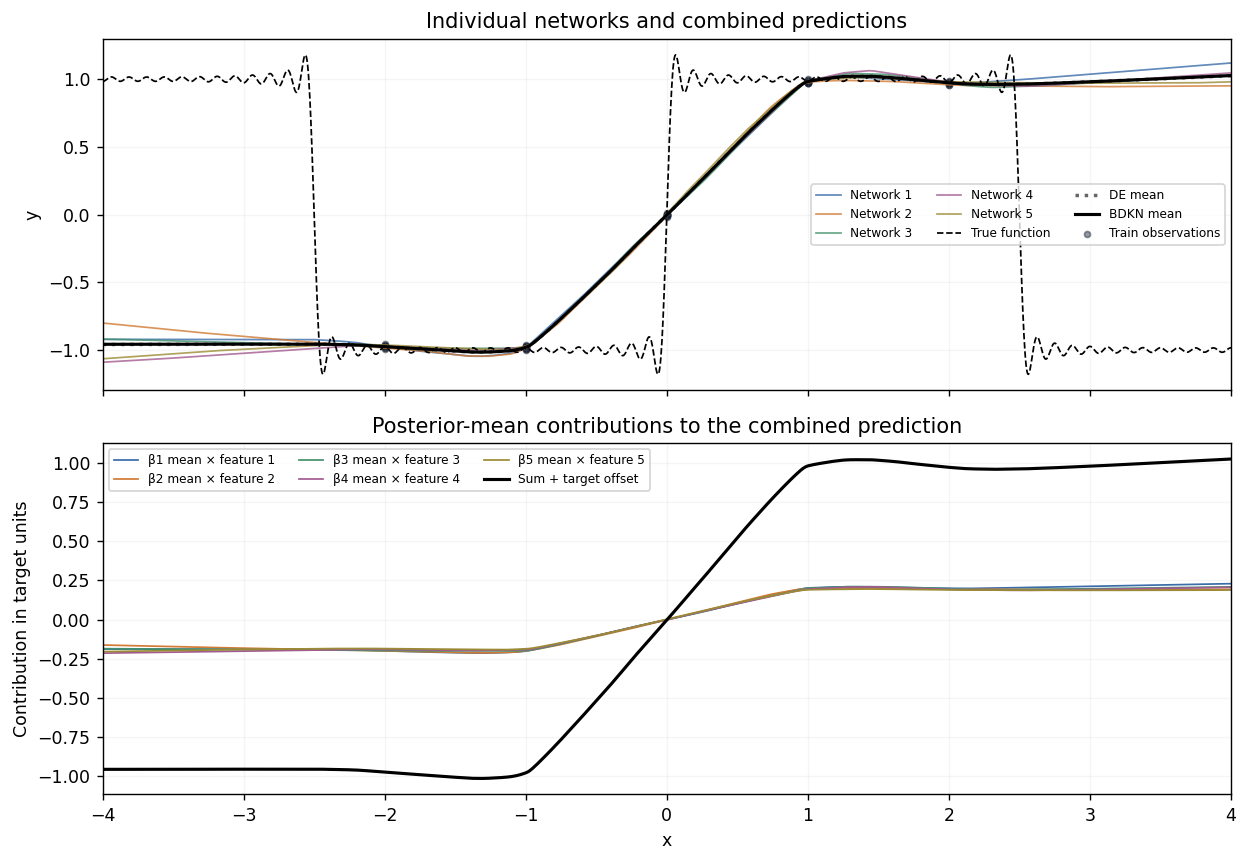 Individual networks and combined predictions
1.0
0.5
0.0
−0.5
−1.0
y
Network 1
Network 2
Network 3
Network 4
Network 5
True function
DE mean
BDKN mean
Train observations
Posterior-mean contributions to the combined prediction
1.00
0.75
0.50
0.25
0.00
−0.25
−0.50
−0.75
−1.00
Contribution in target units
β1 mean × feature 1
β2 mean × feature 2
β3 mean × feature 3
β4 mean × feature 4
β5 mean × feature 5
Sum + target offset
−4 −3 −2 −1 0 1 2 3 4
x